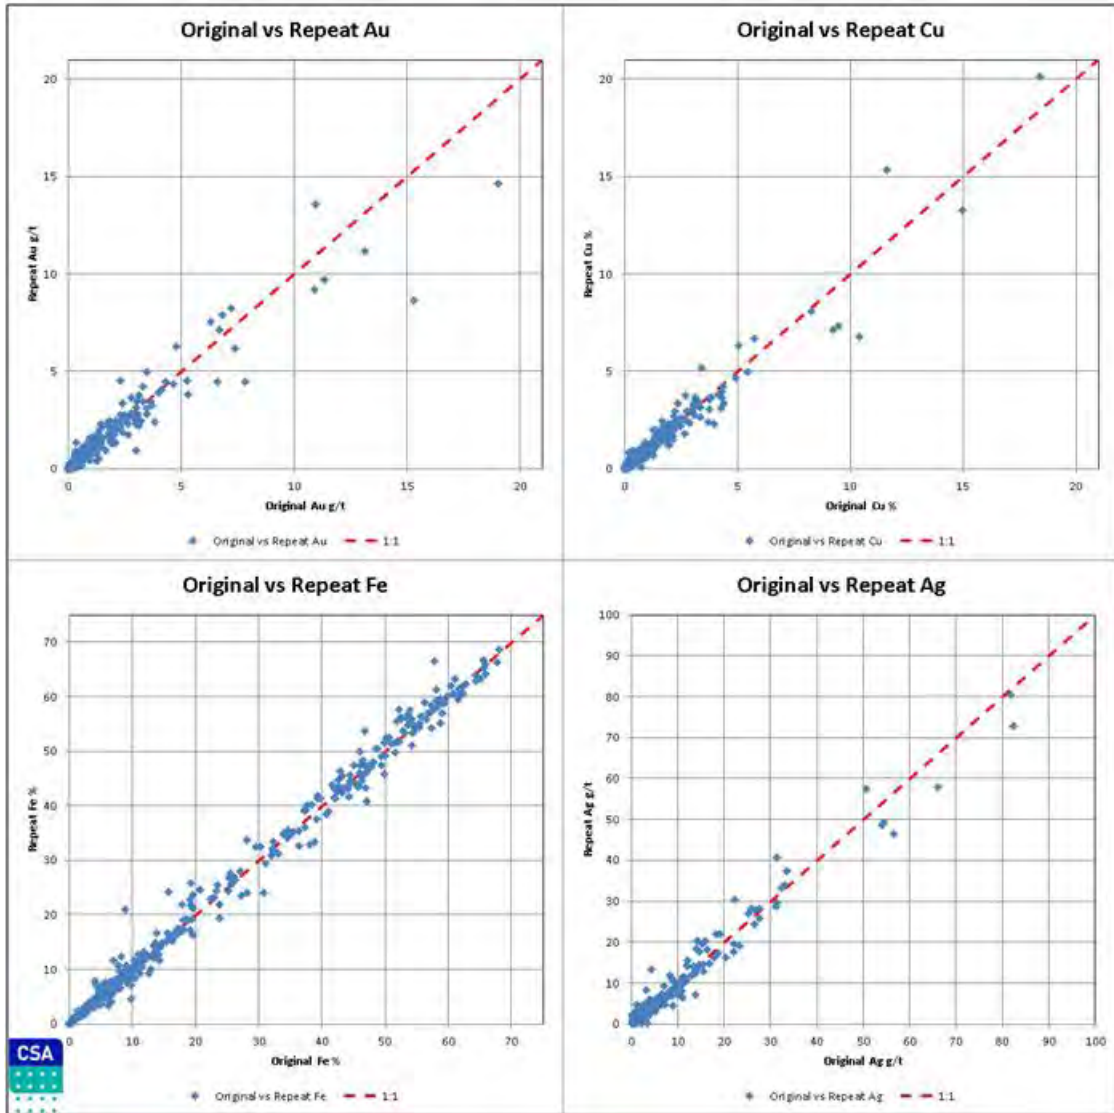 Original vs Repeat Au
20
15
10
5
0
0 5 10 15 20
Repeat Au g/t
Original Au g/t
Original vs Repeat Au 1:1
Original vs Repeat Cu
20
15
10
5
0
0 5 10 15 20
Repeat Cu %
Original Cu %
Original vs Repeat Cu 1:1
Original vs Repeat Fe
70
60
50
40
30
20
10
0
0 10 20 30 40 50 60 70
Repeat Fe %
Original Fe %
Original vs Repeat Fe 1:1
Original vs Repeat Ag
100
90
80
70
60
50
40
30
20
10
0
0 10 20 30 40 50 60 70 80 90 100
Repeat Ag g/t
Original Ag g/t
Original vs Repeat Ag 1:1
CSA